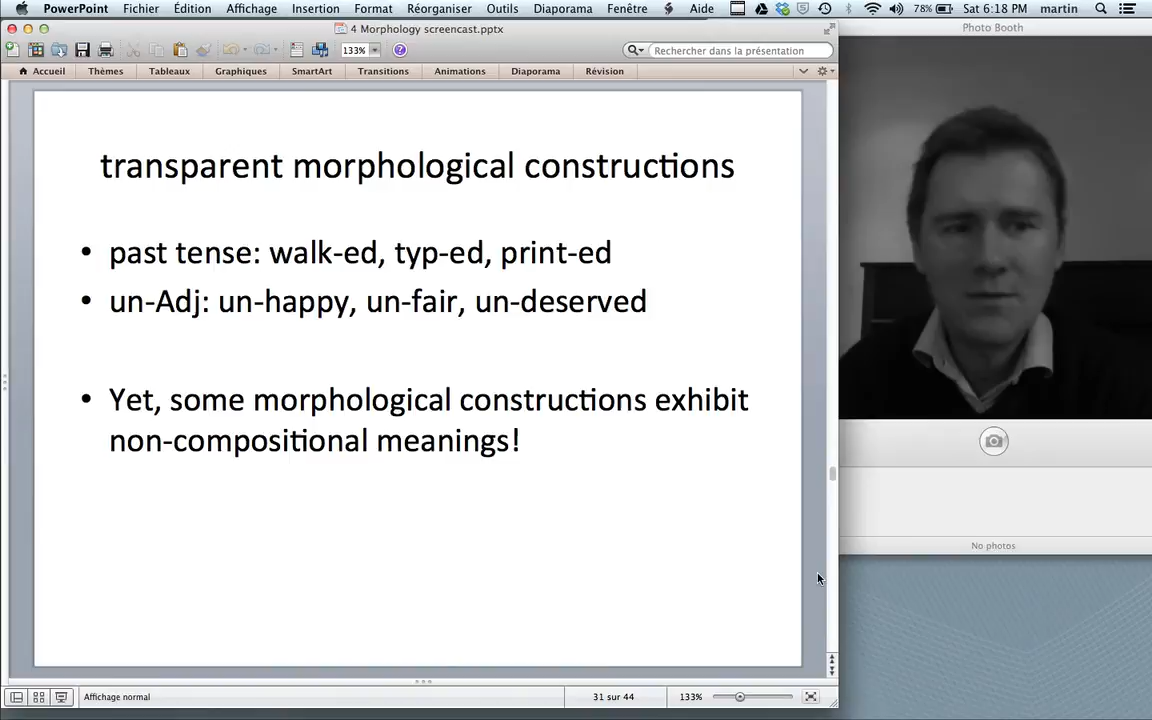 PowerPoint Fichier Édition Affichage Insertion Format Réorganiser Outils Diaporama Fenêtre Aide 78% Sat 6:18 PM martin
4 Morphology screencast.pptx
Photo Booth
133% Rechercher dans la présentation
Accueil Thèmes Tableaux Graphiques SmartArt Transitions Animations Diaporama Révision
transparent morphological constructions
• past tense: walk-ed, typ-ed, print-ed
• un-Adj: un-happy, un-fair, un-deserved
• Yet, some morphological constructions exhibit
non-compositional meanings!
No photos
Affichage normal 31 sur 44 133%